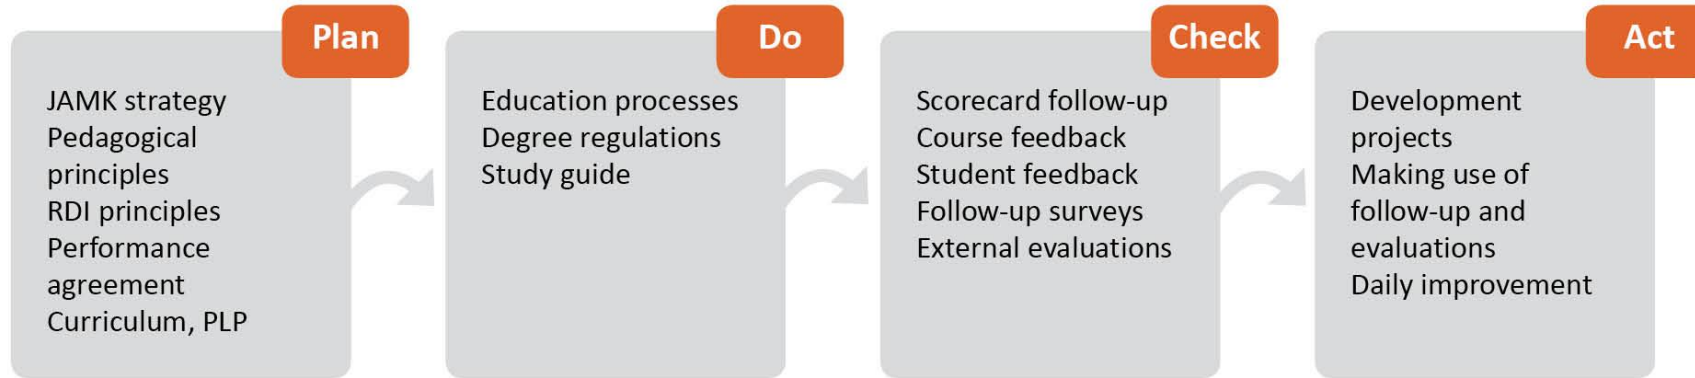 Plan
JAMK strategy
Pedagogical
principles
RDI principles
Performance
agreement
Curriculum, PLP
Do
Education processes
Degree regulations
Study guide
Check
Scorecard follow-up
Course feedback
Student feedback
Follow-up surveys
External evaluations
Act
Development
projects
Making use of
follow-up and
evaluations
Daily improvement